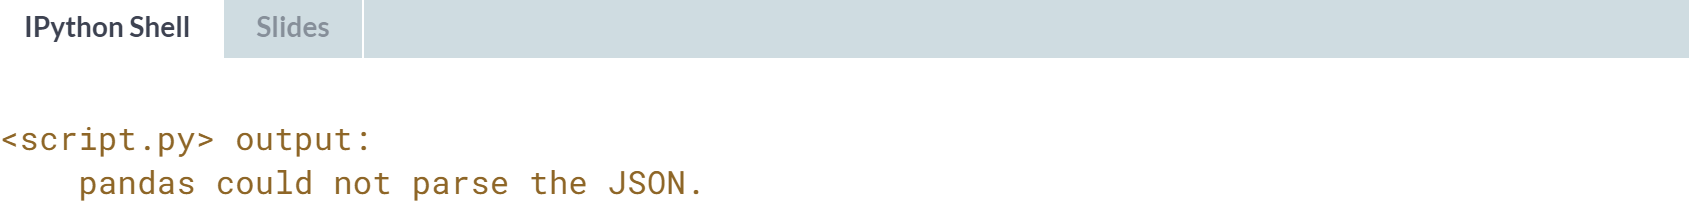 IPython Shell Slides
<script.py> output:
pandas could not parse the JSON.